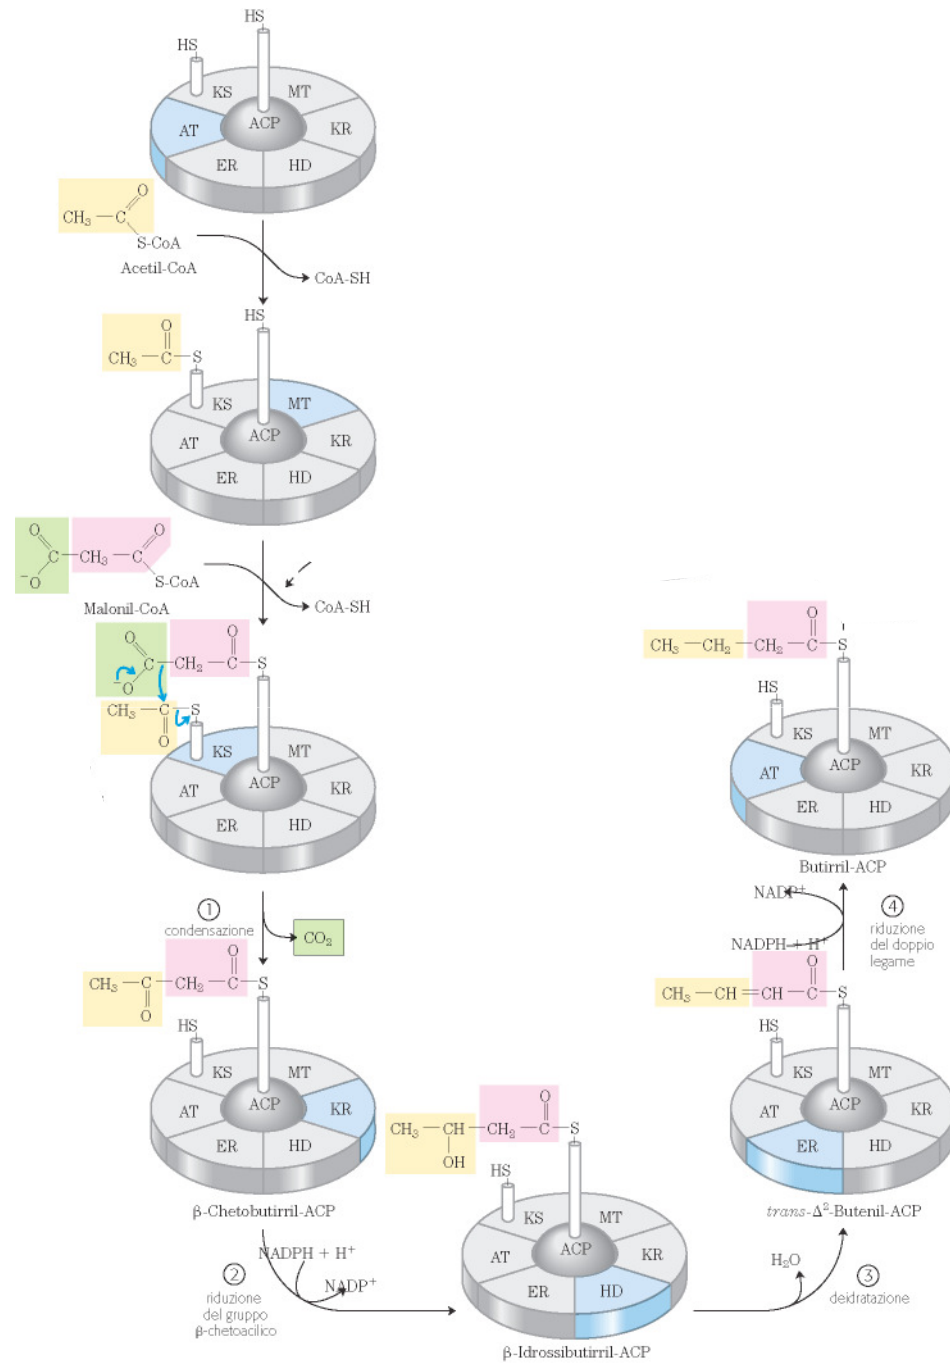 HS
HS
KS
MT
AT
ACP
KR
ER
HD
CH₃
C
O
S-CoA
Acetil-CoA
CoA-SH
HS
O
CH₃
C
S
KS
MT
AT
ACP
KR
ER
HD
O
C
⁻O
CH₃
C
O
S-CoA
Malonil-CoA
CoA-SH
O
C
⁻O
CH₂
O
C
S
CH₃
C
O
S
KS
MT
AT
ACP
KR
ER
HD
1
condensazione
CO₂
CH₃
C
O
CH₂
O
C
S
HS
KS
MT
AT
ACP
KR
ER
HD
β-Chetobutirril-ACP
2
riduzione
del gruppo
β-chetoacilico
NADPH + H⁺
NADP⁺
CH₃
CH
OH
CH₂
O
C
S
HS
KS
MT
AT
ACP
KR
ER
HD
β-Idrossibutirril-ACP
H₂O
3
deidratazione
CH₃
CH
CH
O
C
S
HS
KS
MT
AT
ACP
KR
ER
HD
trans-Δ²-Butenil-ACP
NADP⁺
NADPH + H⁺
4
riduzione
del doppio
legame
CH₃
CH₂
CH₂
O
C
S
HS
KS
MT
AT
ACP
KR
ER
HD
Butirril-ACP